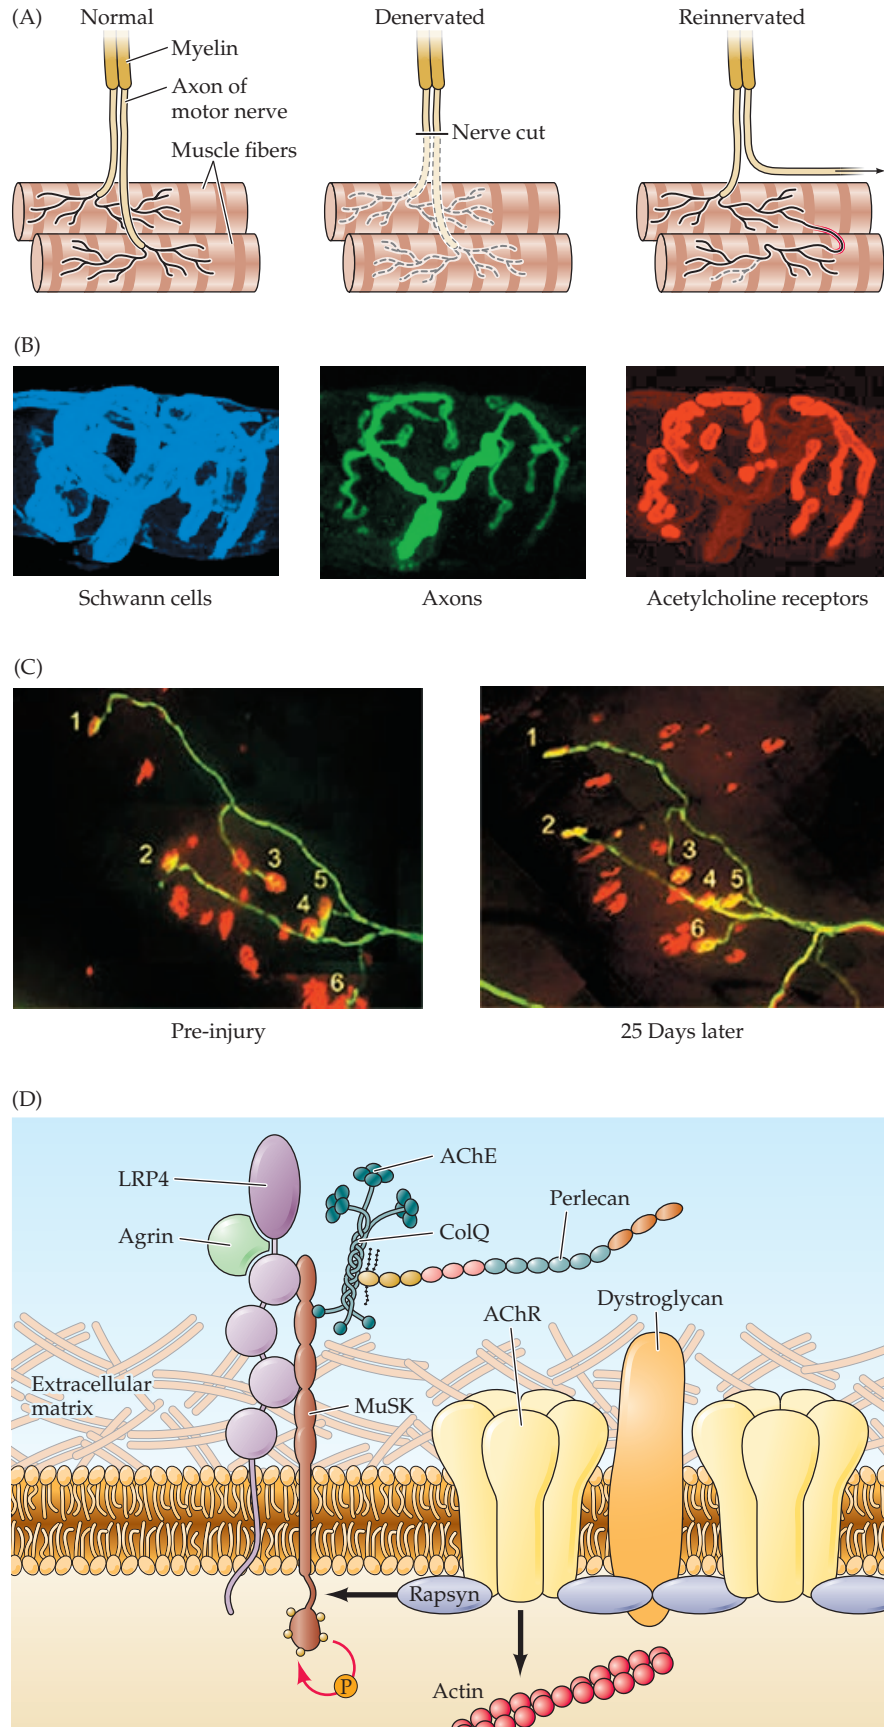 (A)
Normal
Denervated
Reinnervated
Myelin
Axon of
motor nerve
Nerve cut
Muscle fibers
(B)
Schwann cells
Axons
Acetylcholine receptors
(C)
1
2
3
5
4
6
1
2
3
4
5
6
Pre-injury
25 Days later
(D)
AChE
LRP4
Perlecan
Agrin
ColQ
Dystroglycan
AChR
Extracellular
matrix
MuSK
Rapsyn
P
Actin